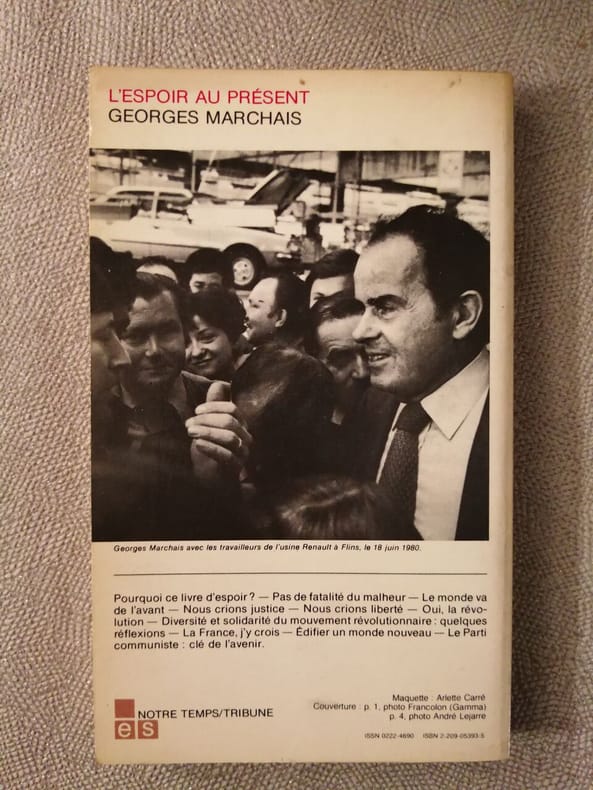 L'ESPOIR AU PRÉSENT
GEORGES MARCHAIS
Georges Marchais avec les travailleurs de l'usine Renault à Flins, le 18 juin 1980.
Pourquoi ce livre d'espoir ? — Pas de fatalité du malheur — Le monde va
de l'avant — Nous crions justice — Nous crions liberté — Oui, la révo-
lution — Diversité et solidarité du mouvement révolutionnaire : quelques
réflexions — La France, j'y crois — Édifier un monde nouveau — Le Parti
communiste : clé de l'avenir.
Maquette : Arlette Carré
Couverture : p. 1, photo Francolon (Gamma)
p. 4, photo André Lejarre
NOTRE TEMPS/TRIBUNE
es
ISSN 0222-4690 ISBN 2-209-05393-5